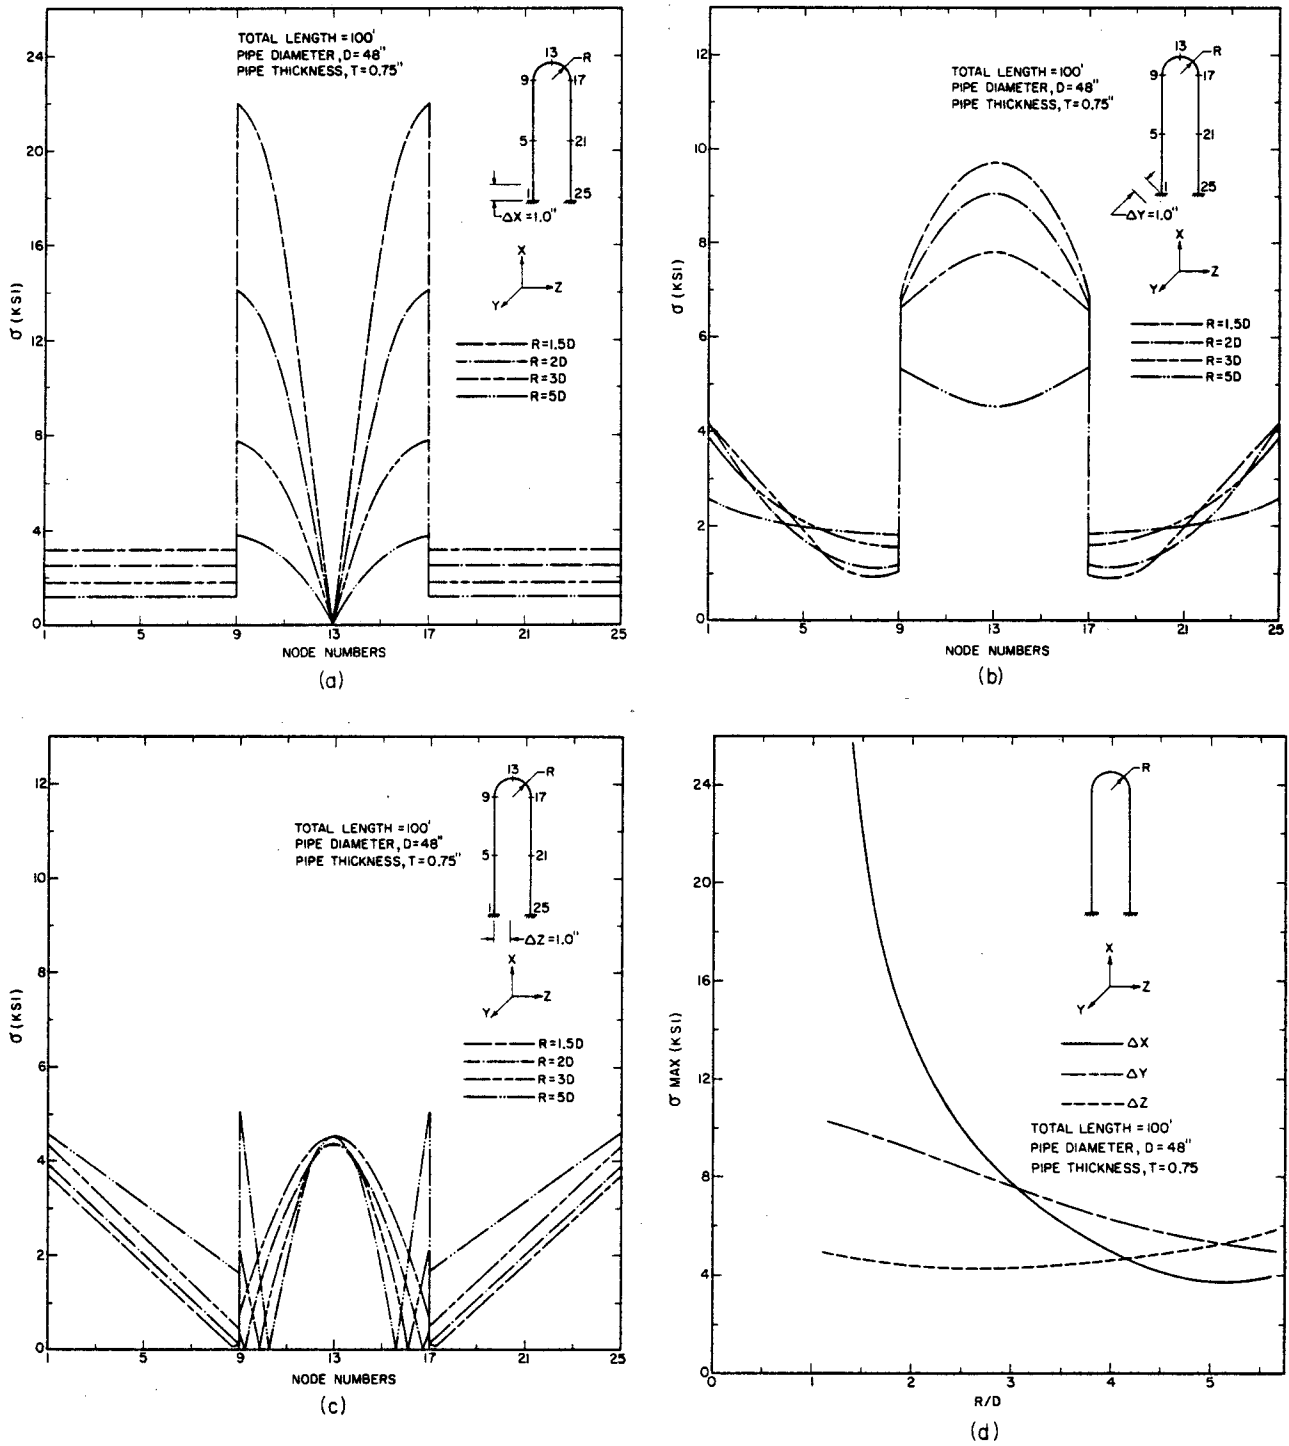 TOTAL LENGTH = 100'
PIPE DIAMETER, D = 48"
PIPE THICKNESS, T = 0.75"
24
20
16
12
8
4
0
σ (KSI)
13
R
9
17
5
21
1
25
ΔX = 1.0"
X
Z
Y
R = 1.5D
R = 2D
R = 3D
R = 5D
1
5
9
13
17
21
25
NODE NUMBERS
(a)
TOTAL LENGTH = 100'
PIPE DIAMETER, D = 48"
PIPE THICKNESS, T = 0.75"
12
10
8
6
4
2
0
σ (KSI)
13
R
9
17
5
21
1
25
ΔY = 1.0"
X
Z
Y
R = 1.5D
R = 2D
R = 3D
R = 5D
1
5
9
13
17
21
25
NODE NUMBERS
(b)
TOTAL LENGTH = 100'
PIPE DIAMETER, D = 48"
PIPE THICKNESS, T = 0.75"
12
10
8
6
4
2
0
σ (KSI)
13
R
9
17
5
21
1
25
ΔZ = 1.0"
X
Z
Y
R = 1.5D
R = 2D
R = 3D
R = 5D
1
5
9
13
17
21
25
NODE NUMBERS
(c)
24
20
16
12
8
4
0
σ MAX (KSI)
R
X
Z
Y
ΔX
ΔY
ΔZ
TOTAL LENGTH = 100'
PIPE DIAMETER, D = 48"
PIPE THICKNESS, T = 0.75
0
1
2
3
4
5
R/D
(d)